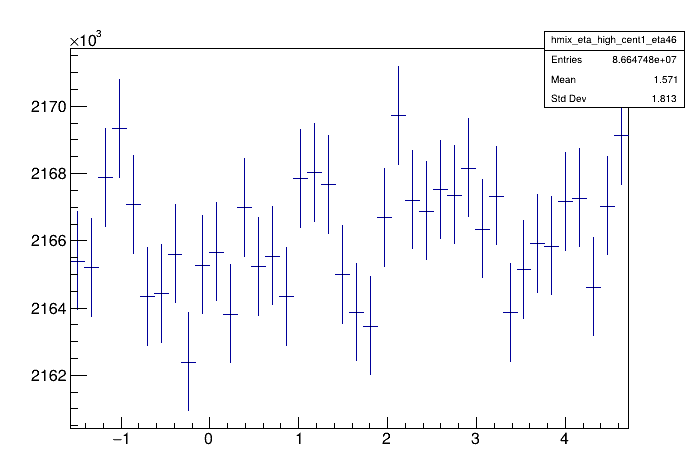 ×10³
hmix_eta_high_cent1_eta46
Entries 8.664748e+07
Mean 1.571
Std Dev 1.813
2170
2168
2166
2164
2162
−1 0 1 2 3 4